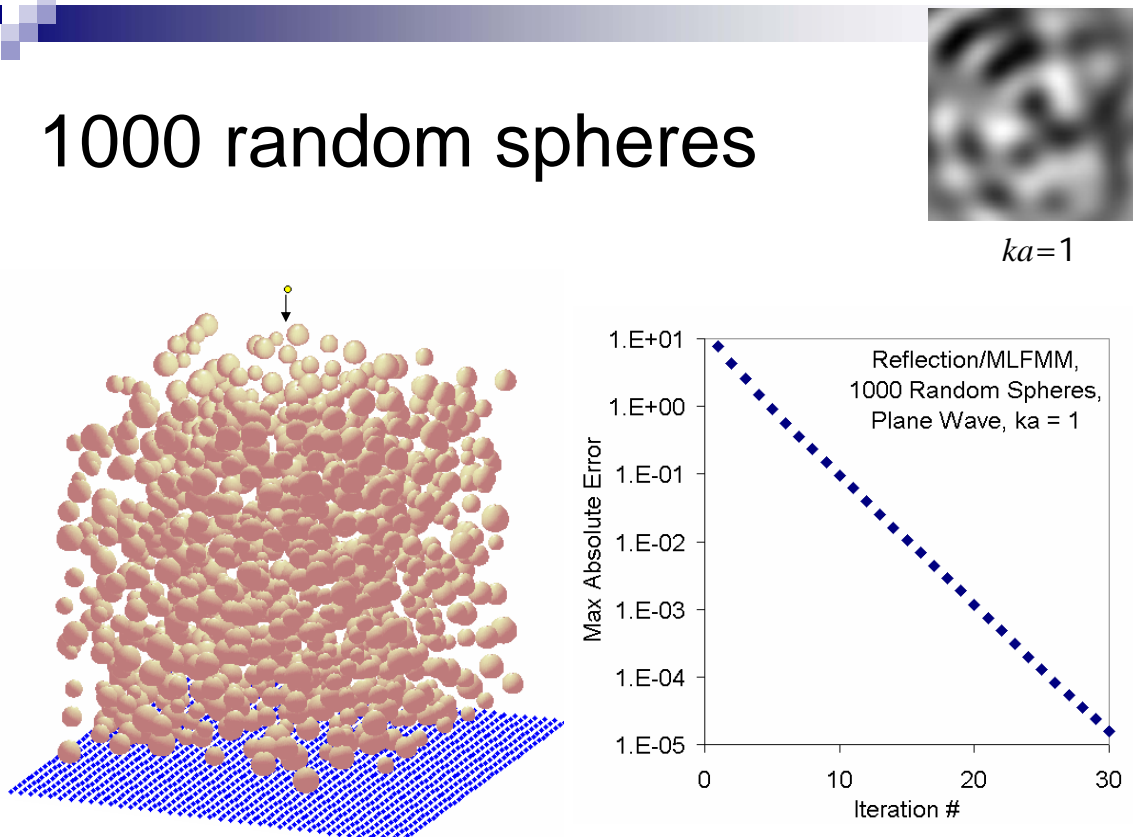 1000 random spheres
ka=1
1.E+01
1.E+00
1.E-01
1.E-02
1.E-03
1.E-04
1.E-05
Max Absolute Error
Reflection/MLFMM,
1000 Random Spheres,
Plane Wave, ka = 1
0
10
20
30
Iteration #